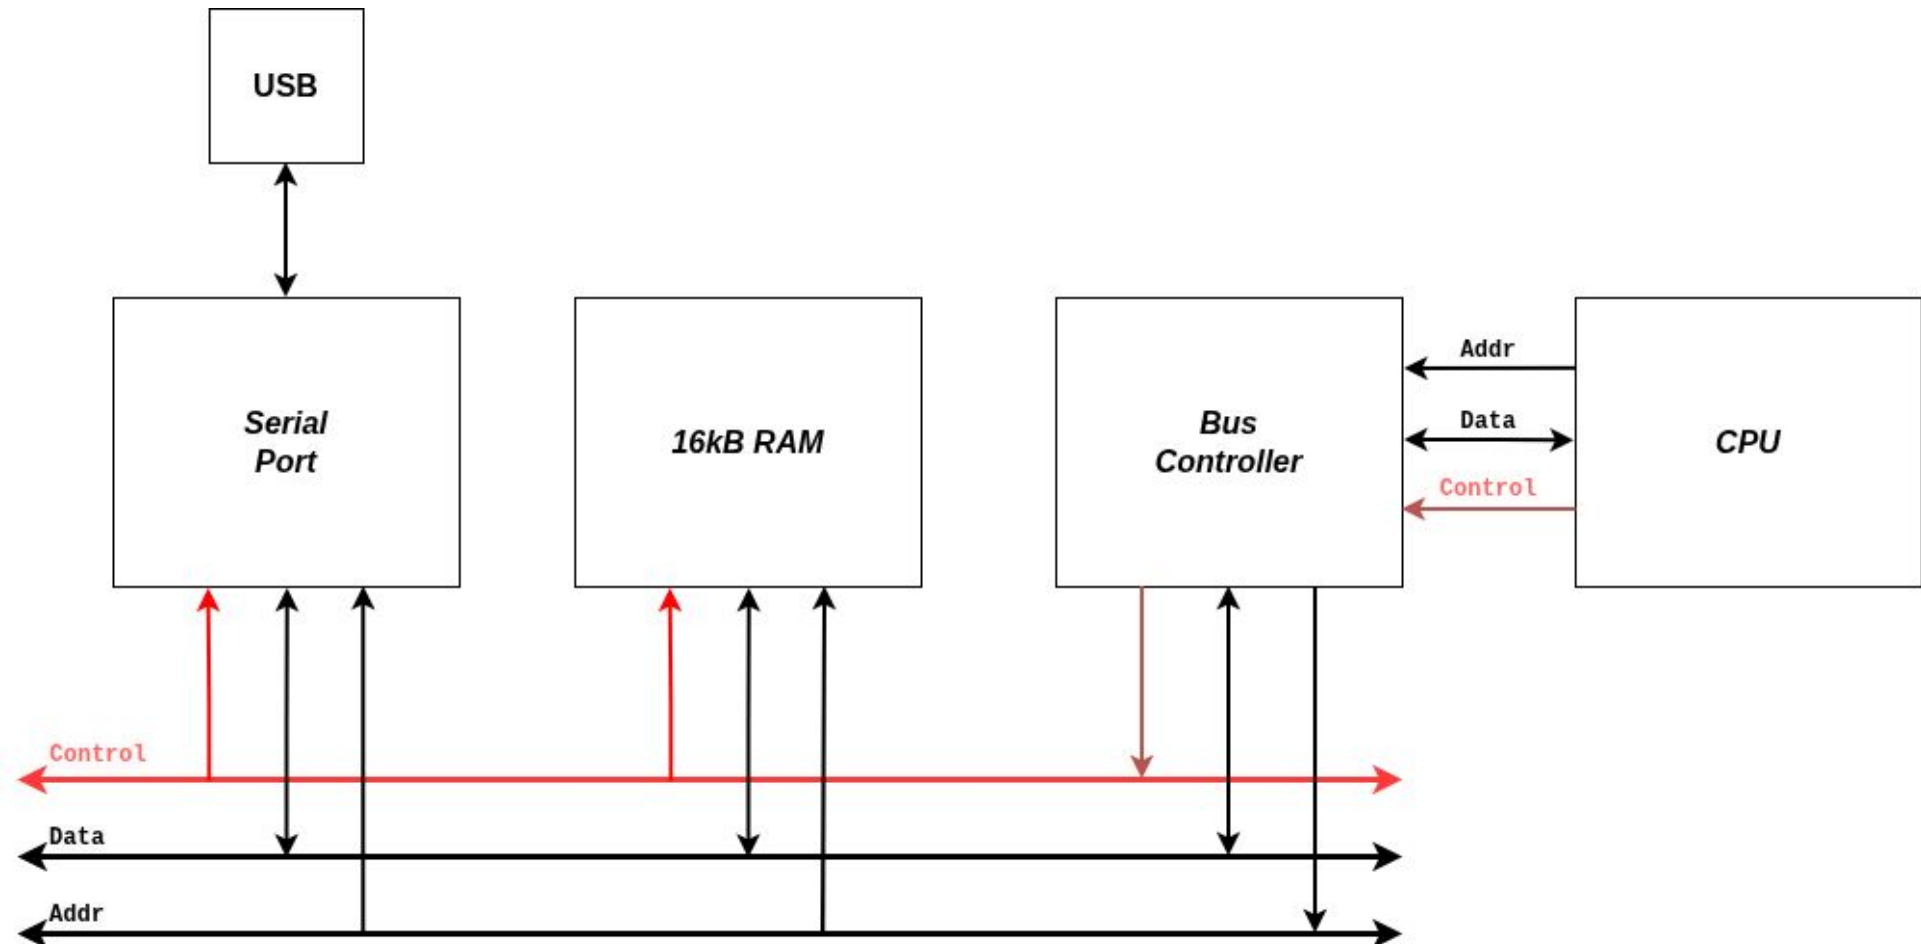 USB
Serial
Port
16kB RAM
Bus
Controller
Addr
Data
Control
CPU
Control
Data
Addr